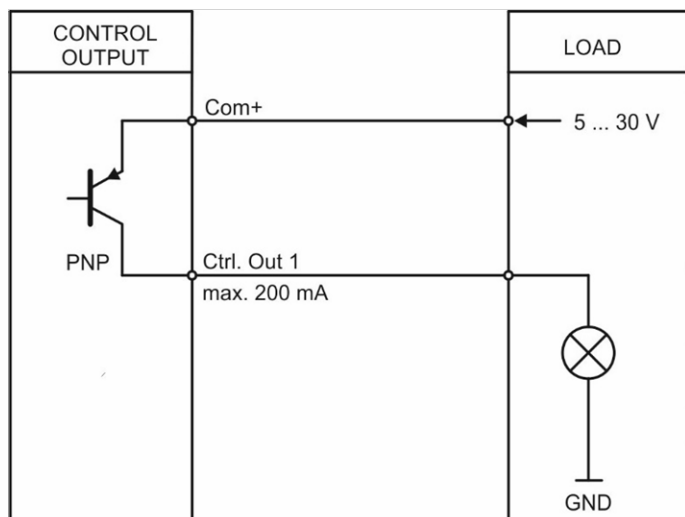 CONTROL
OUTPUT
LOAD
Com+
5 ... 30 V
PNP
Ctrl. Out 1
max. 200 mA
GND